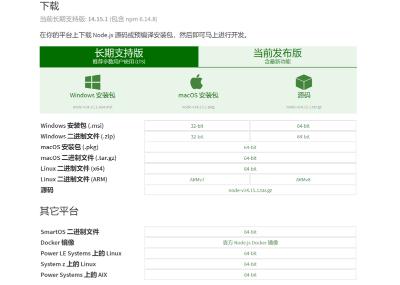 下载
当前长期支持版: 14.15.1 (包含 npm 6.14.8)
在你的平台上下载 Node.js 源码或预编译安装包，然后即可马上进行开发。
长期支持版
推荐多数用户使用 (LTS)
当前发布版
含最新功能
Windows 安装包
macOS 安装包
源码
node-v14.15.1.pkg
node-v14.15.1.tar.gz
Windows 安装包 (.msi) 32-bit 64-bit
Windows 二进制文件 (.zip) 32-bit 64-bit
macOS 安装包 (.pkg) 64-bit
macOS 二进制文件 (.tar.gz) 64-bit
Linux 二进制文件 (x64) 64-bit
Linux 二进制文件 (ARM) ARMv7 ARMv8
源码 node-v14.15.1.tar.gz
其它平台
SmartOS 二进制文件 64-bit
Docker 镜像 官方 Node.js Docker 镜像
Power LE Systems 上的 Linux 64-bit
System z 上的 Linux 64-bit
Power Systems 上的 AIX 64-bit